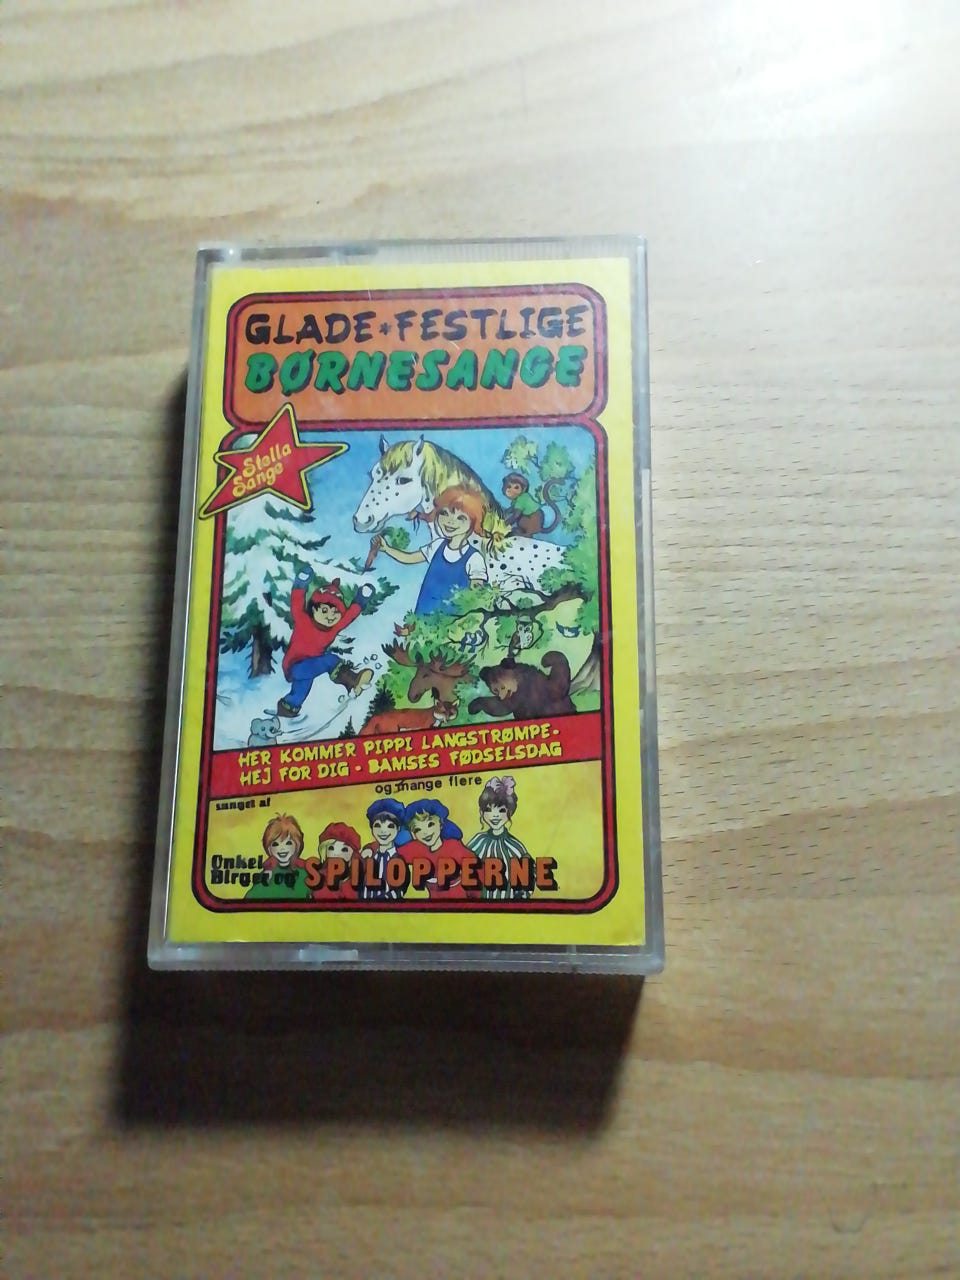 GLADE * FESTLIGE
BØRNESANGE
Stella
Sange
HER KOMMER PIPPI LANGSTRØMPE -
HEJ FOR DIG - BAMSES FØDSELSDAG
og mange flere
sunget af
Onkel
Birger og SPILOPPERNE